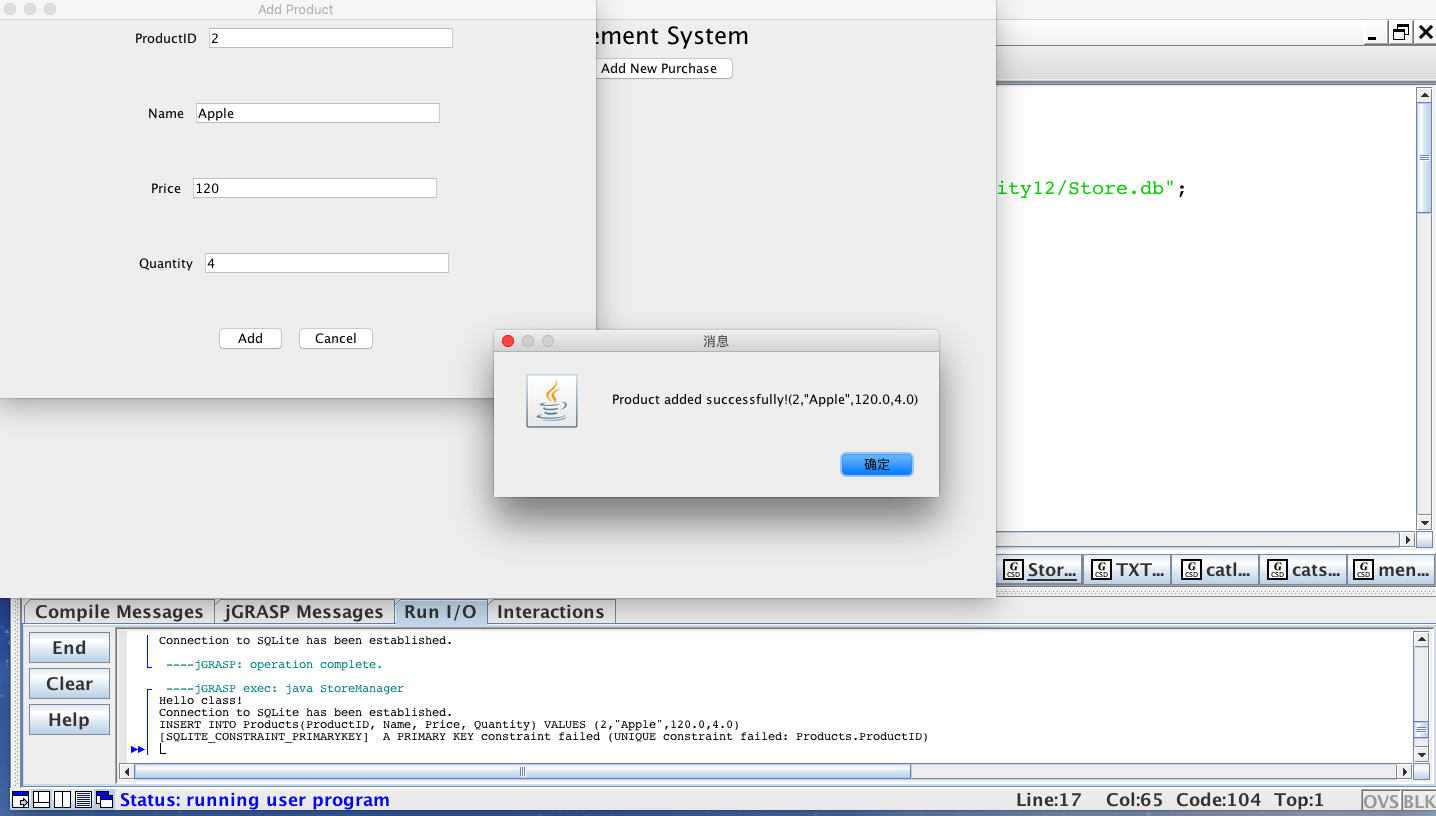 Add Product
ProductID 2
Name Apple
Price 120
Quantity 4
Add Cancel
ement System
Add New Purchase
ity12/Store.db";
消息
Product added successfully!(2,"Apple",120.0,4.0)
确定
G CSD Stor... G CSD TXT... G CSD catl... G CSD cats... G CSD men...
Compile Messages jGRASP Messages Run I/O Interactions
End
Clear
Help
Connection to SQLite has been established.
----jGRASP: operation complete.
----jGRASP exec: java StoreManager
Hello class!
Connection to SQLite has been established.
INSERT INTO Products(ProductID, Name, Price, Quantity) VALUES (2,"Apple",120.0,4.0)
[SQLITE_CONSTRAINT_PRIMARYKEY]  A PRIMARY KEY constraint failed (UNIQUE constraint failed: Products.ProductID)
Status: running user program
Line:17 Col:65 Code:104 Top:1 OVS BLK